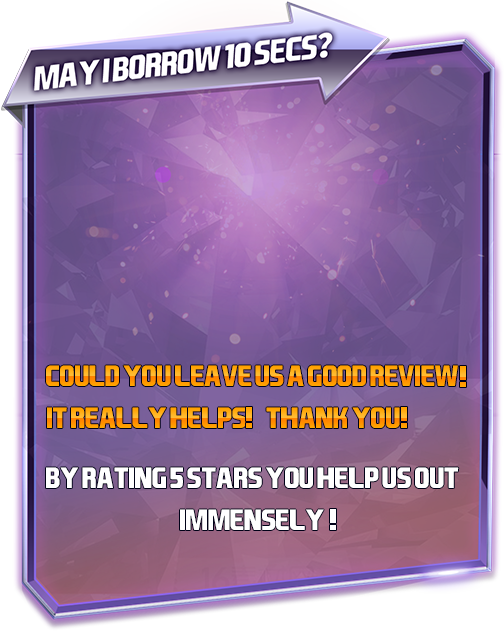 MAY I BORROW 10 SECS?
COULD YOU LEAVE US A GOOD REVIEW!
IT REALLY HELPS! THANK YOU!
BY RATING 5 STARS YOU HELP US OUT
IMMENSELY !